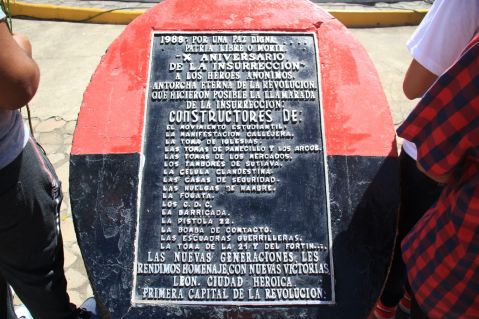 1988: POR UNA PAZ DIGNA
PATRIA LIBRE O MORIR
"X ANIVERSARIO
DE LA INSURRECCIÓN"
A LOS HEROES ANONIMOS,
ANTORCHA ETERNA DE LA REVOLUCION,
QUE HICIERON POSIBLE LA LLAMARADA
DE LA INSURRECCION:
CONSTRUCTORES DE:
EL MOVIMIENTO ESTUDIANTIL.
LA MANIFESTACION CALLEJERA.
LA TOMA DE IGLESIAS.
LAS TOMAS DE PANECILLO Y LOS ARCOS.
LAS TOMAS DE LOS MERCADOS.
LOS TAMBORES DE SUTIAVA.
LA CÉLULA CLANDESTINA.
LAS CASAS DE SEGURIDAD.
LAS HUELGAS DE HAMBRE.
LA FOGATA.
LOS C.D.C.
LA BARRICADA.
LA PISTOLA 22.
LA BOMBA DE CONTACTO.
LAS ESCUADRAS GUERRILLERAS.
LA TOMA DE LA 21 Y DEL FORTIN...
LAS NUEVAS GENERACIONES, LES
RENDIMOS HOMENAJE, CON NUEVAS VICTORIAS
LEON, CIUDAD HEROICA
PRIMERA CAPITAL DE LA REVOLUCION.